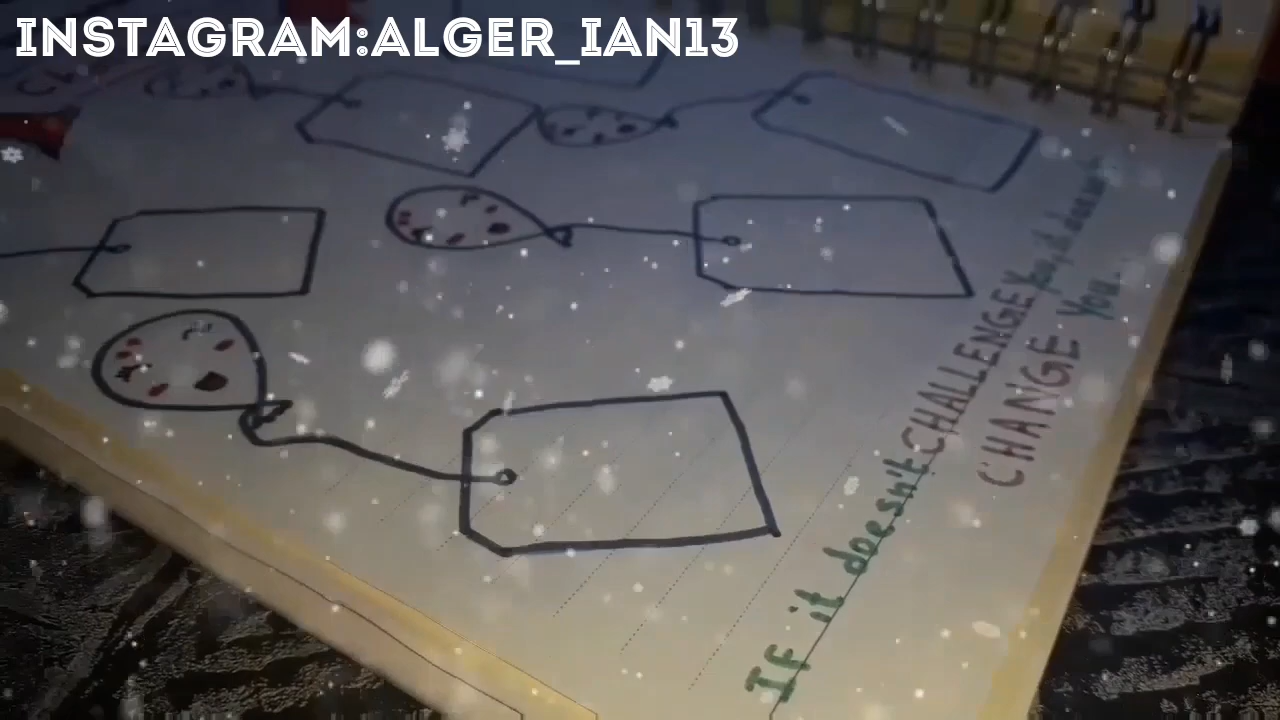 INSTAGRAM:ALGER_IAN13
If it doesn't CHALLENGE You, it doesn't
CHANGE You..